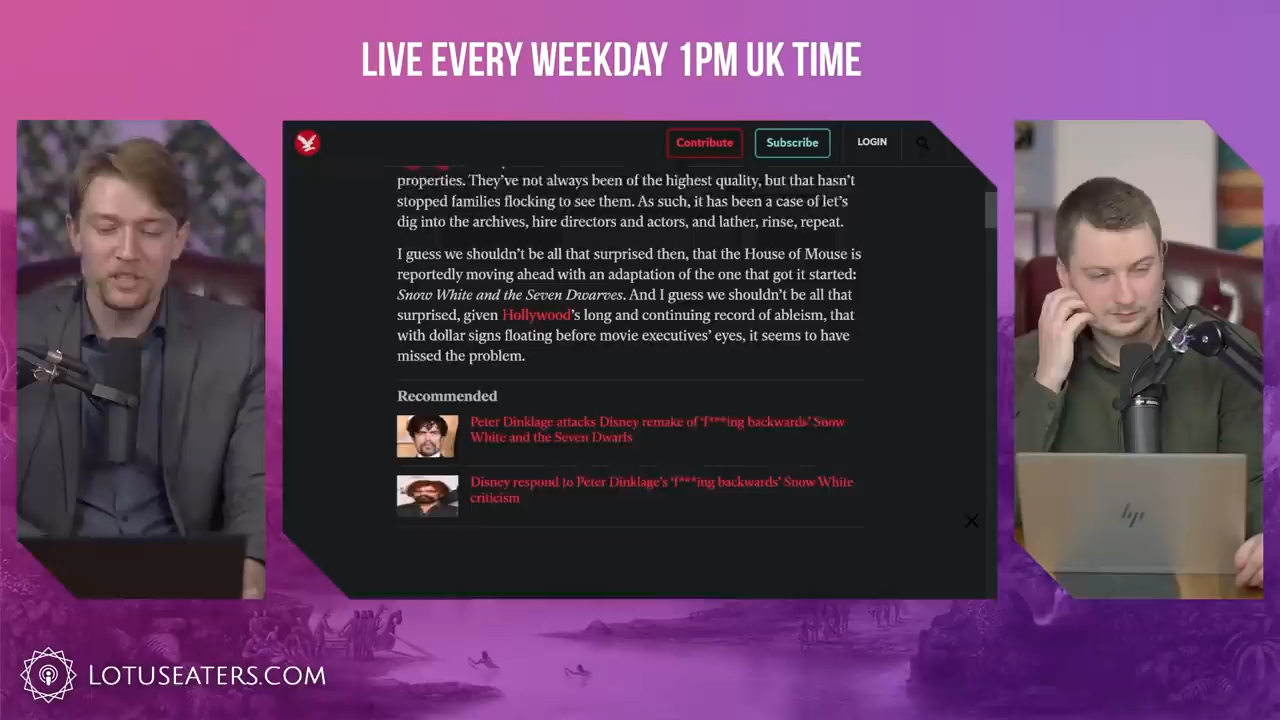 LIVE EVERY WEEKDAY 1PM UK TIME
Contribute
Subscribe
LOGIN
properties. They’ve not always been of the highest quality, but that hasn’t
stopped families flocking to see them. As such, it has been a case of let’s
dig into the archives, hire directors and actors, and lather, rinse, repeat.
I guess we shouldn’t be all that surprised then, that the House of Mouse is
reportedly moving ahead with an adaptation of the one that got it started:
Snow White and the Seven Dwarves. And I guess we shouldn’t be all that
surprised, given Hollywood’s long and continuing record of ableism, that
with dollar signs floating before movie executives’ eyes, it seems to have
missed the problem.
Recommended
Peter Dinklage attacks Disney remake of ‘f***ing backwards’ Snow
White and the Seven Dwarfs
Disney respond to Peter Dinklage’s ‘f***ing backwards’ Snow White
criticism
hp
LOTUSEATERS.COM